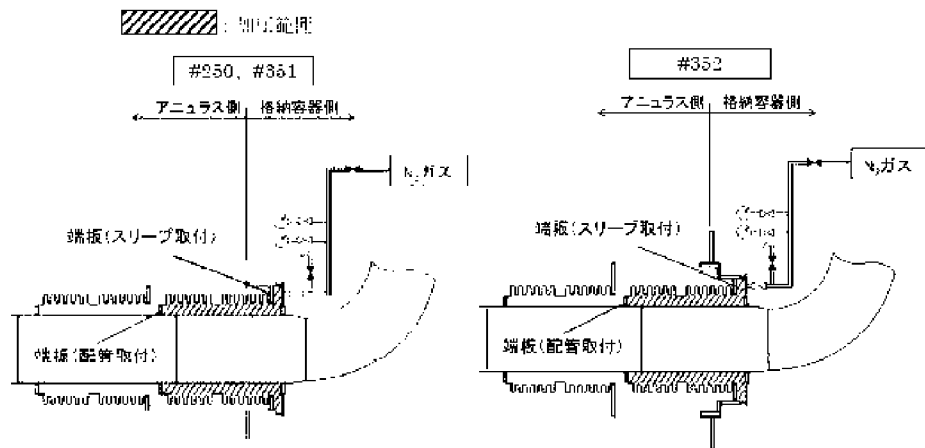 ：加圧範囲
#250、#351
#352
アニュラス側 格納容器側
アニュラス側 格納容器側
N₂ガス
N₂ガス
端板(スリーブ取付)
端板(スリーブ取付)
端板(配管取付)
端板(配管取付)